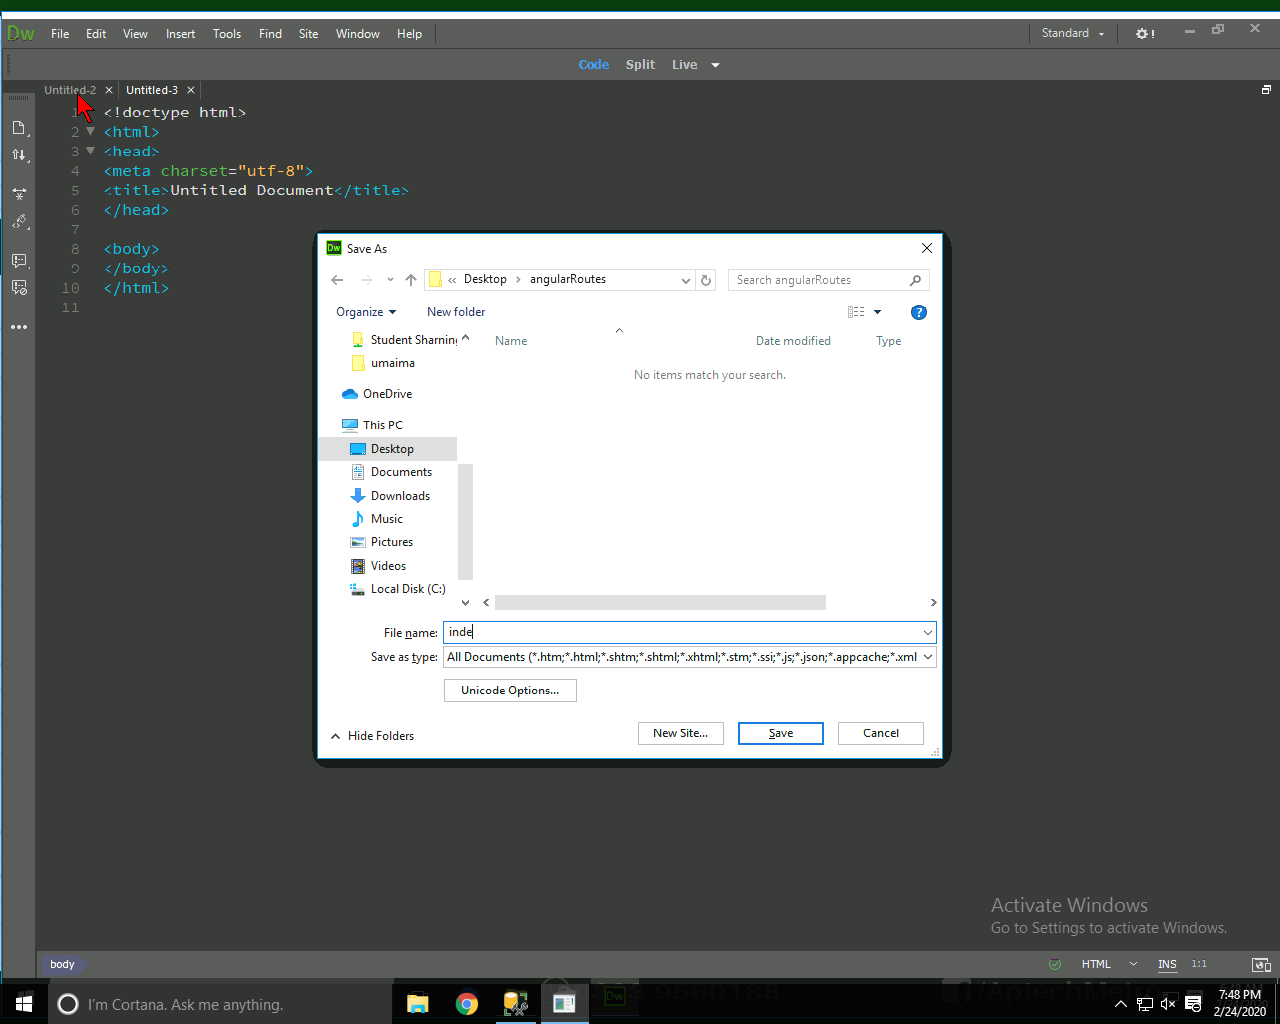 Dw File Edit View Insert Tools Find Site Window Help Standard
Code Split Live
Untitled-2 × Untitled-3 ×
1 <!doctype html>
2 <html>
3 <head>
4 <meta charset="utf-8">
5 <title>Untitled Document</title>
6 </head>
7
8 <body>
9 </body>
10 </html>
11
Dw Save As
« Desktop › angularRoutes
Search angularRoutes
Organize New folder
Student Sharning
umaima
OneDrive
This PC
Desktop
Documents
Downloads
Music
Pictures
Videos
Local Disk (C:)
Name Date modified Type
No items match your search.
File name: inde
Save as type: All Documents (*.htm;*.html;*.shtm;*.shtml;*.xhtml;*.stm;*.ssi;*.js;*.json;*.appcache;*.xml
Unicode Options...
Hide Folders New Site... Save Cancel
Activate Windows
Go to Settings to activate Windows.
body HTML INS 1:1
I'm Cortana. Ask me anything.
7:48 PM
2/24/2020